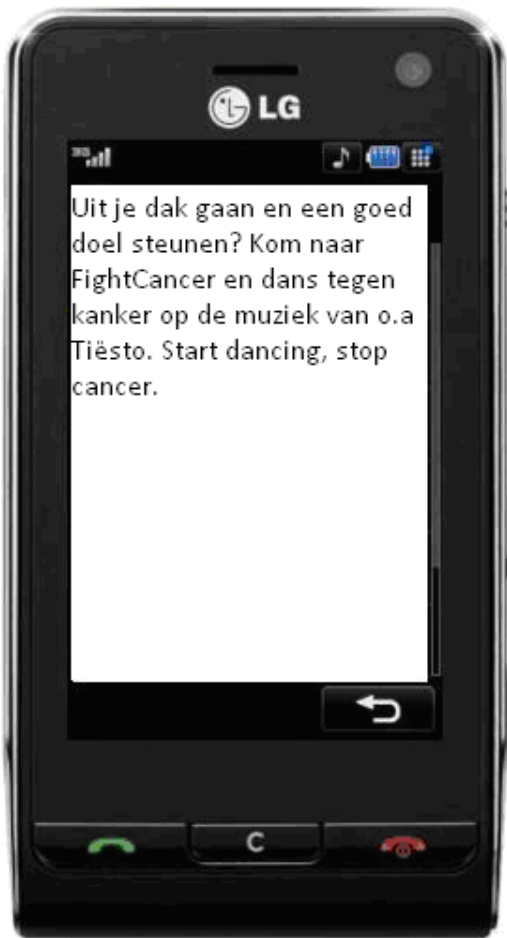 LG
3G
Uit je dak gaan en een goed
doel steunen? Kom naar
FightCancer en dans tegen
kanker op de muziek van o.a
Tiësto. Start dancing, stop
cancer.
C